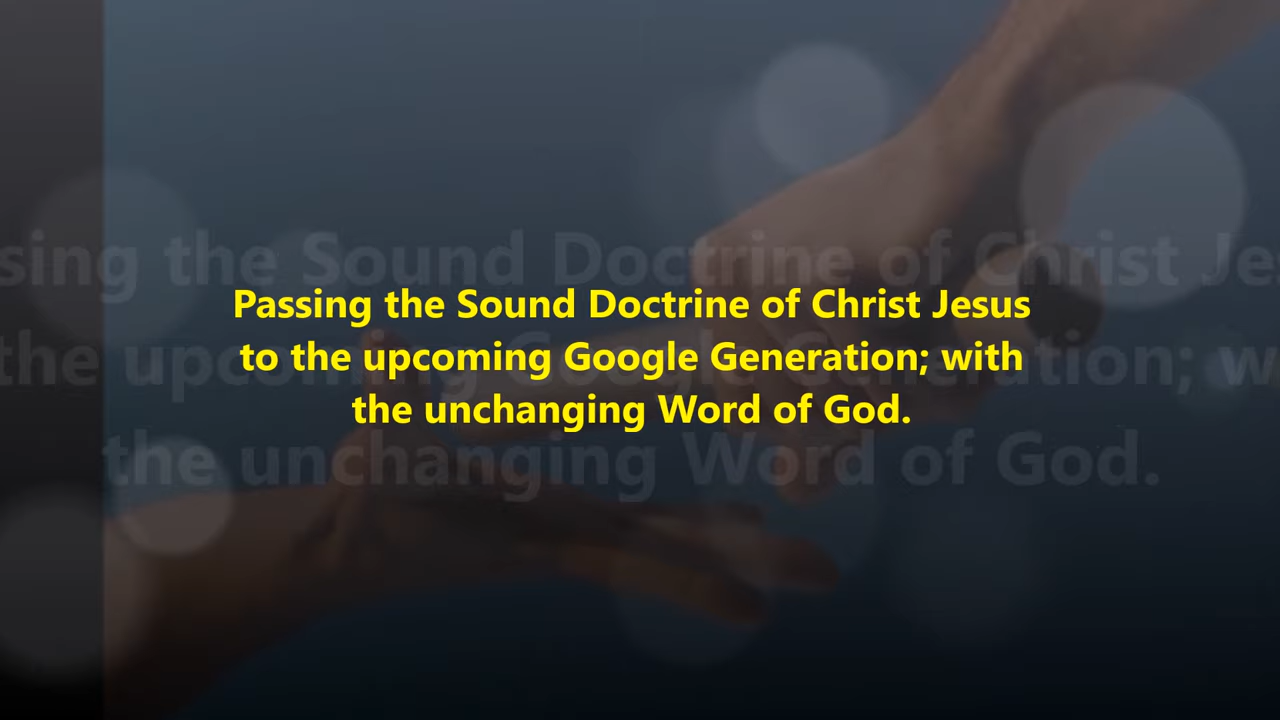 Passing the Sound Doctrine of Christ Jesus
to the upcoming Google Generation; with
the unchanging Word of God.